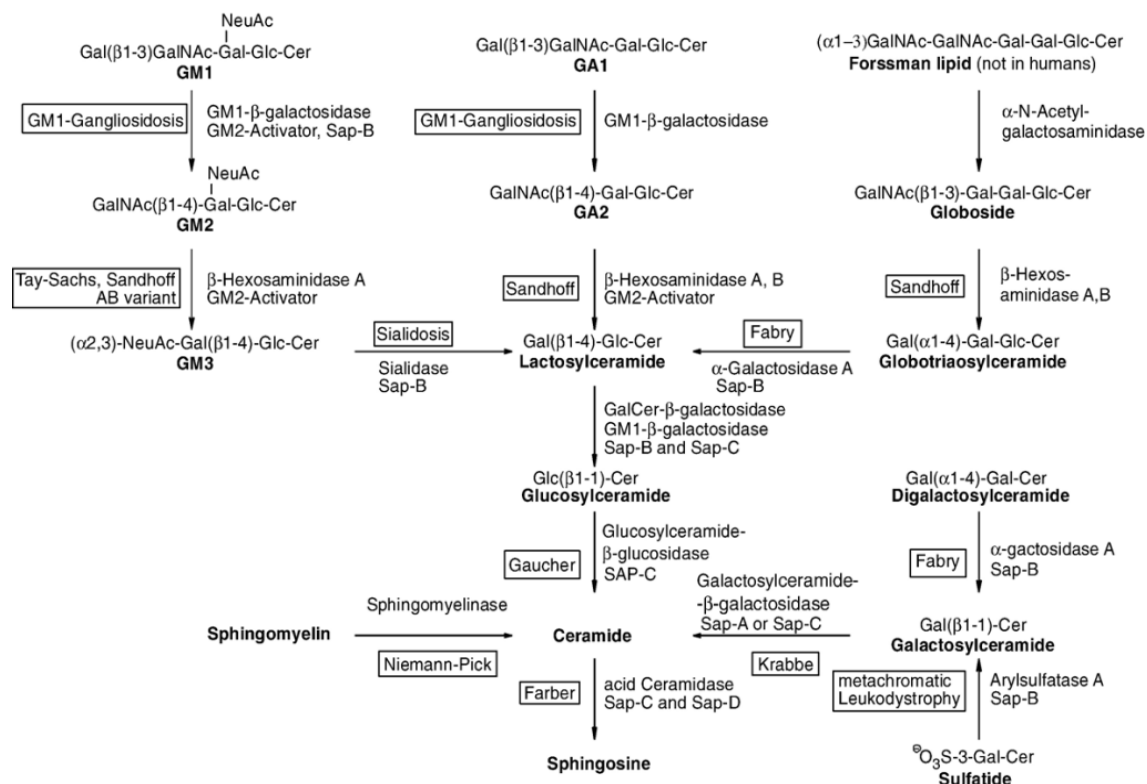 NeuAc
Gal(β1-3)GalNAc-Gal-Glc-Cer
GM1
Gal(β1-3)GalNAc-Gal-Glc-Cer
GA1
(α1–3)GalNAc-GalNAc-Gal-Gal-Glc-Cer
Forssman lipid (not in humans)
GM1-Gangliosidosis
GM1-β-galactosidase
GM2-Activator, Sap-B
GM1-Gangliosidosis
GM1-β-galactosidase
α-N-Acetyl-
galactosaminidase
NeuAc
GalNAc(β1-4)-Gal-Glc-Cer
GM2
GalNAc(β1-4)-Gal-Glc-Cer
GA2
GalNAc(β1-3)-Gal-Gal-Glc-Cer
Globoside
Tay-Sachs, Sandhoff
AB variant
β-Hexosaminidase A
GM2-Activator
Sandhoff
β-Hexosaminidase A, B
GM2-Activator
Sandhoff
β-Hexos-
aminidase A,B
(α2,3)-NeuAc-Gal(β1-4)-Glc-Cer
GM3
Sialidosis
Sialidase
Sap-B
Gal(β1-4)-Glc-Cer
Lactosylceramide
Fabry
α-Galactosidase A
Sap-B
Gal(α1-4)-Gal-Glc-Cer
Globotriaosylceramide
GalCer-β-galactosidase
GM1-β-galactosidase
Sap-B and Sap-C
Glc(β1-1)-Cer
Glucosylceramide
Gal(α1-4)-Gal-Cer
Digalactosylceramide
Gaucher
Glucosylceramide-
β-glucosidase
SAP-C
Fabry
α-gactosidase A
Sap-B
Sphingomyelin
Sphingomyelinase
Niemann-Pick
Ceramide
Galactosylceramide-
-β-galactosidase
Sap-A or Sap-C
Krabbe
Gal(β1-1)-Cer
Galactosylceramide
Farber
acid Ceramidase
Sap-C and Sap-D
metachromatic
Leukodystrophy
Arylsulfatase A
Sap-B
Sphingosine
⊖O3S-3-Gal-Cer
Sulfatide